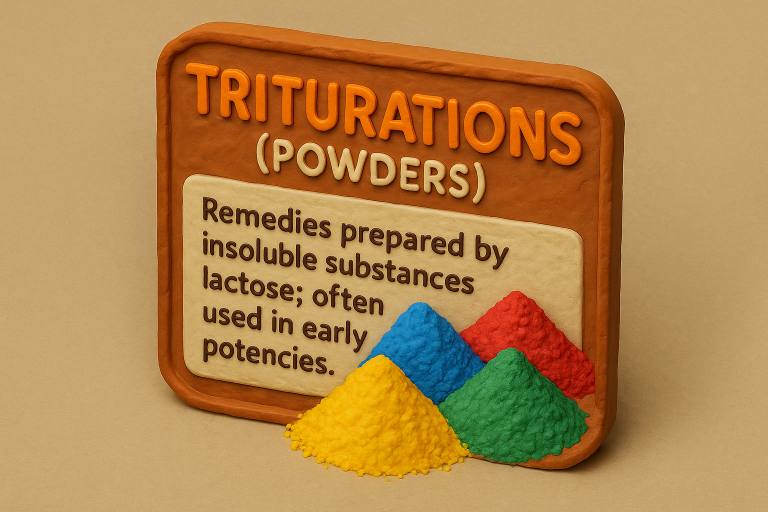 TRITURATIONS
(POWDERS)
Remedies prepared by
insoluble substances
lactose; often
used in early
potencies.